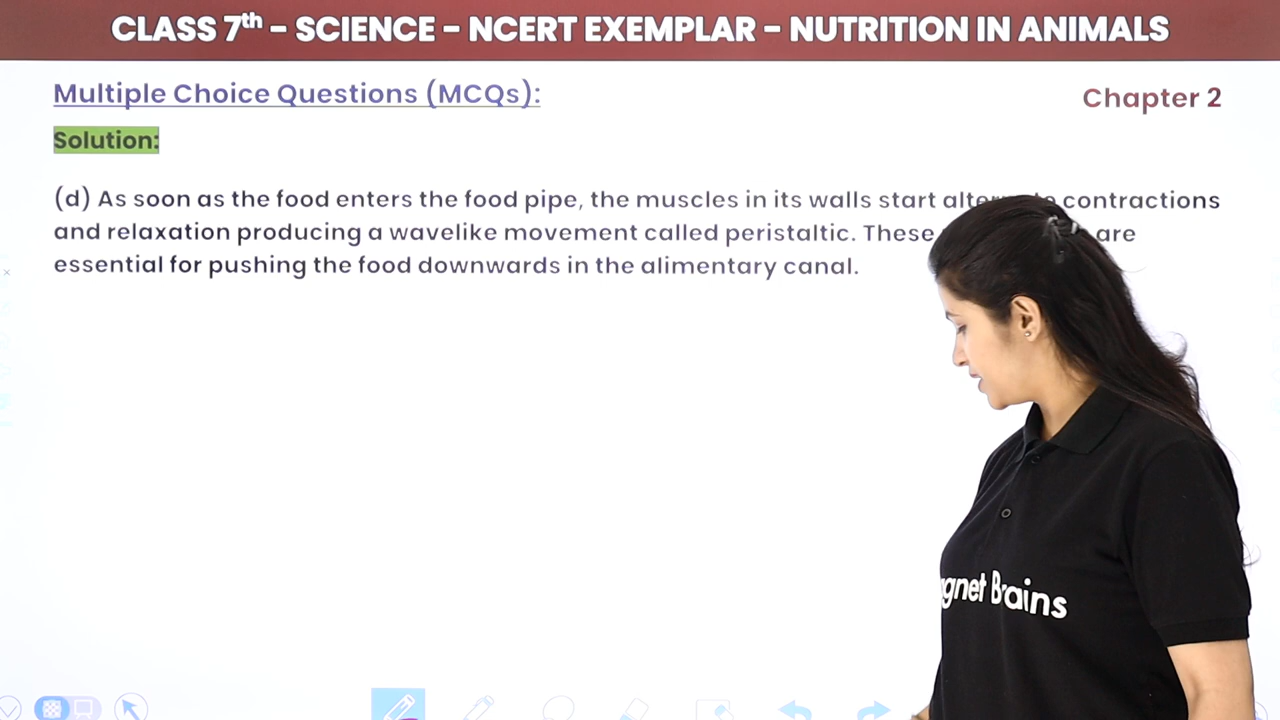 CLASS 7th – SCIENCE – NCERT EXEMPLAR – NUTRITION IN ANIMALS
Multiple Choice Questions (MCQs):
Chapter 2
Solution:
(d) As soon as the food enters the food pipe, the muscles in its walls start contractions
and relaxation producing a wavelike movement called peristaltic. These are
essential for pushing the food downwards in the alimentary canal.
Brains